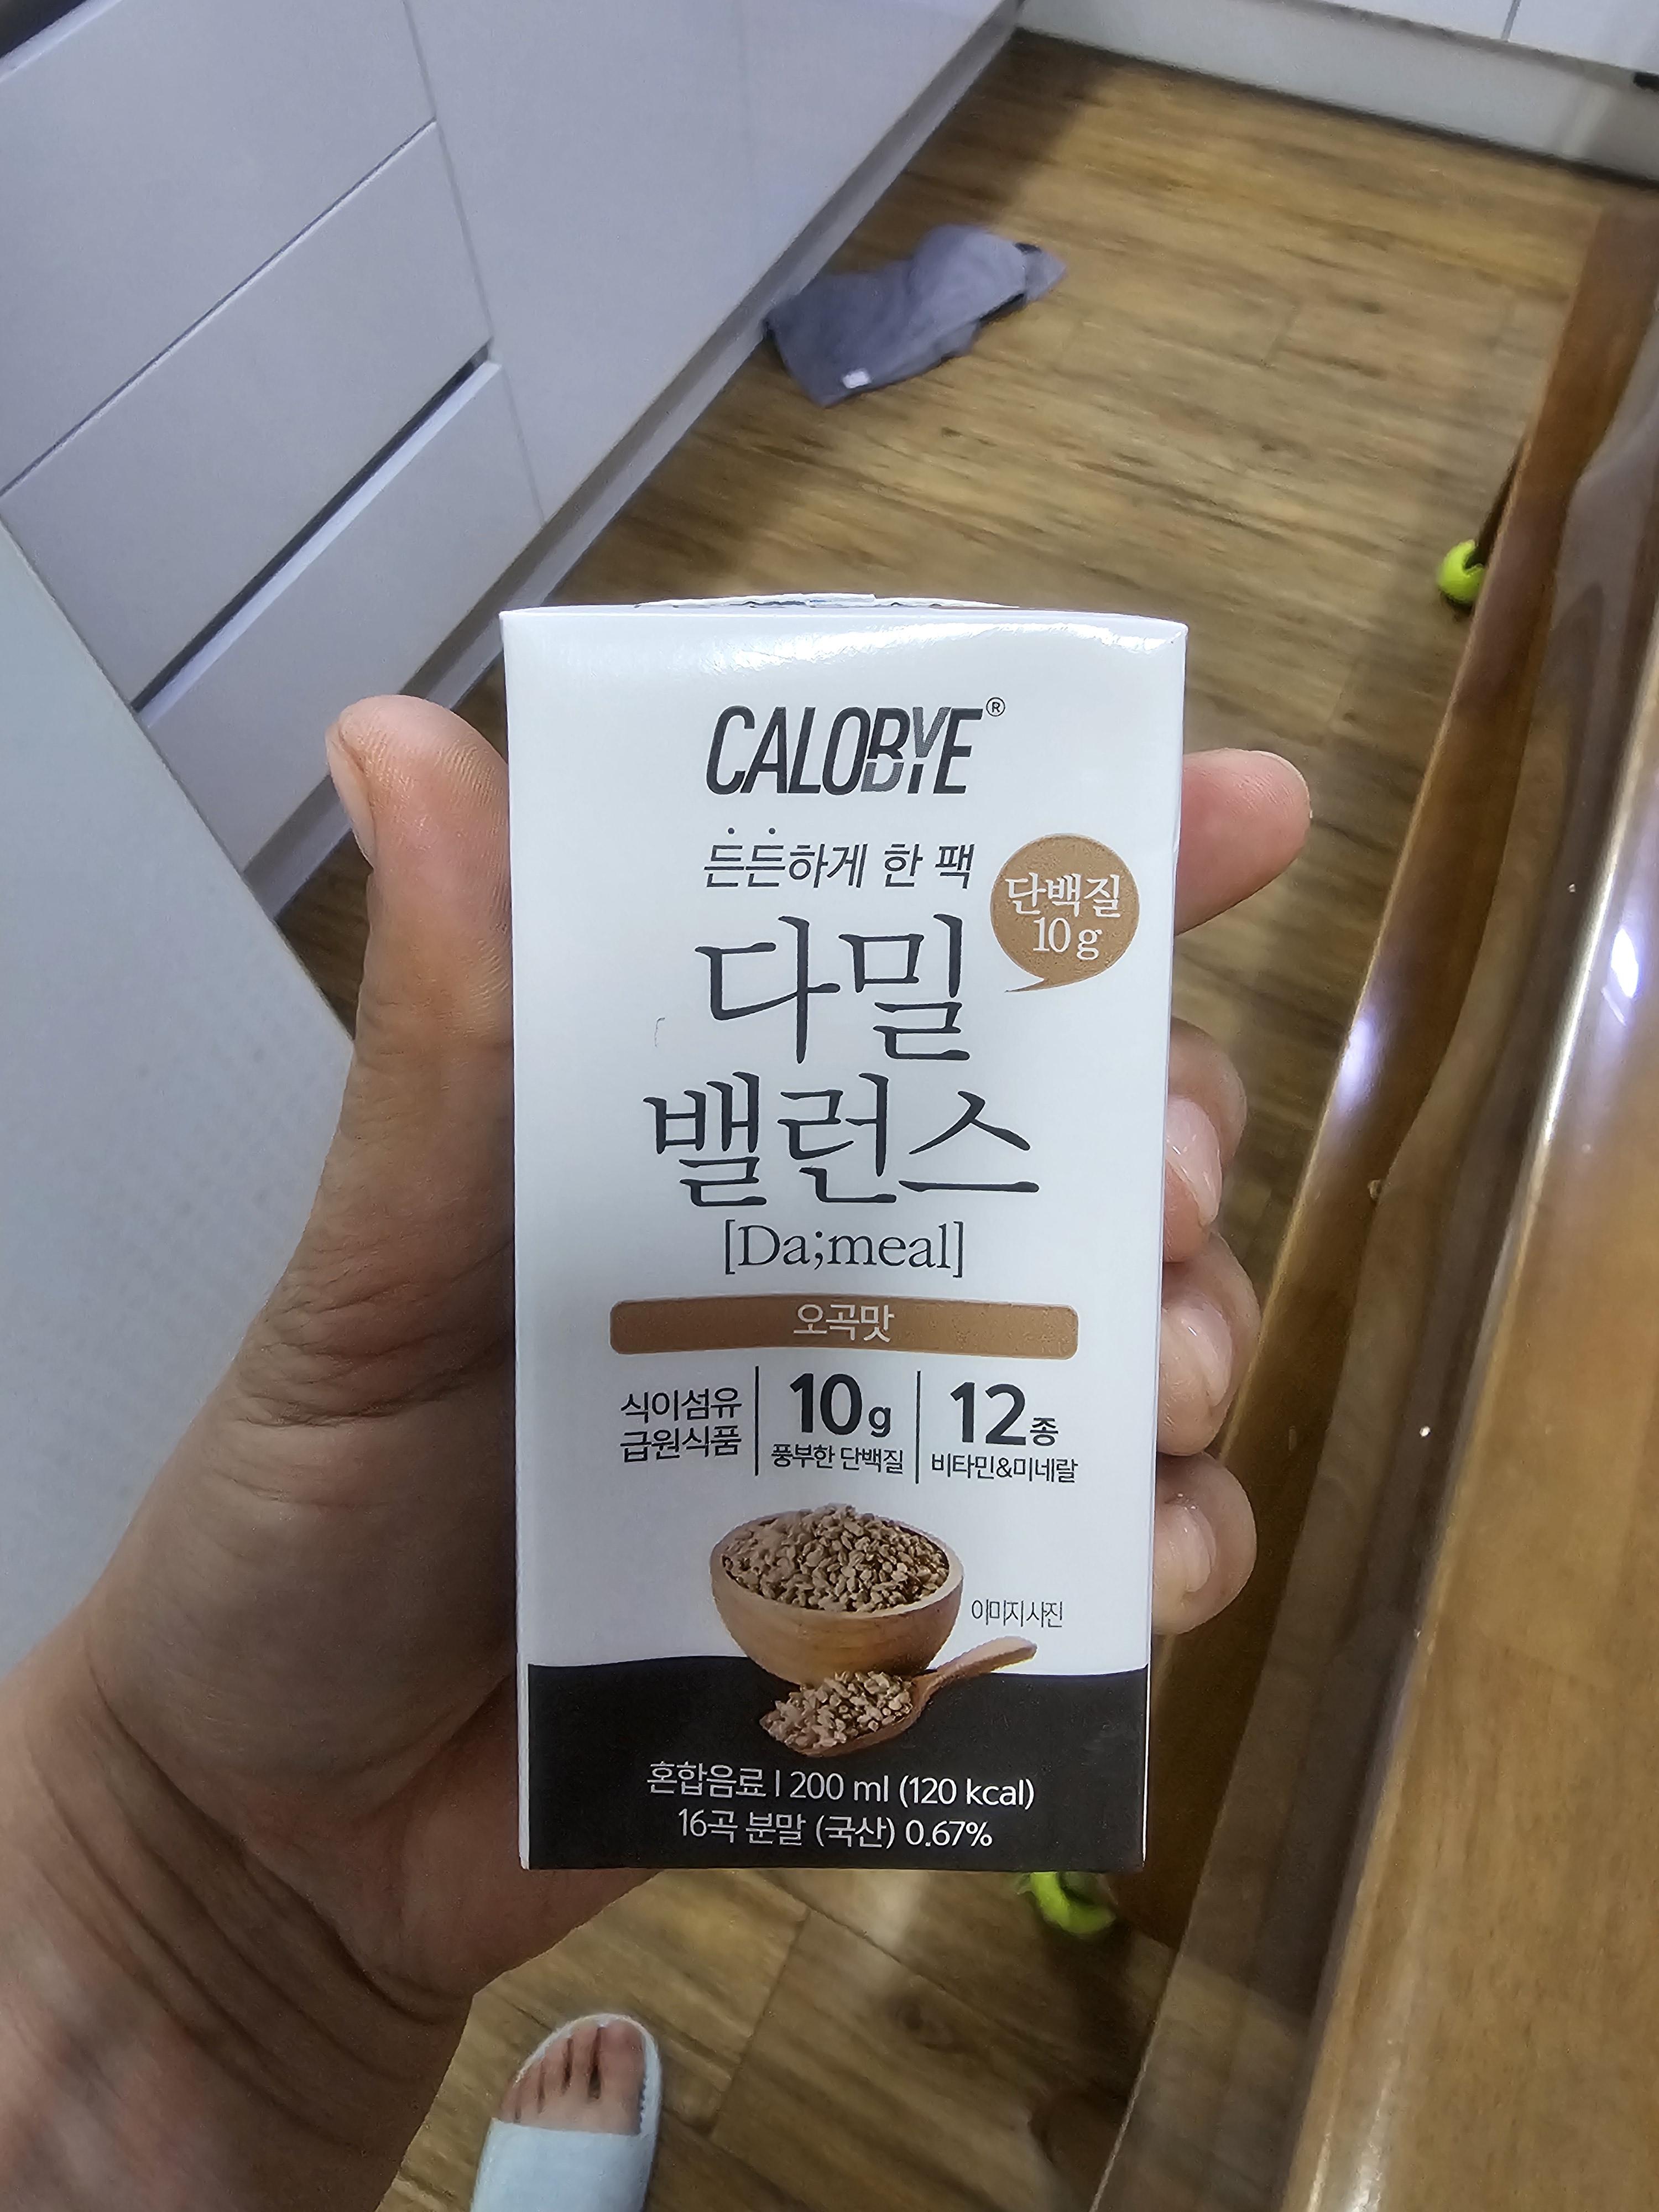 CALOBYE®
든든하게 한 팩
단백질
10g
다밀
밸런스
[Da;meal]
오곡맛
식이섬유
급원식품
10g
풍부한 단백질
12종
비타민&미네랄
이미지사진
혼합음료 | 200 ml (120 kcal)
16곡 분말 (국산) 0.67%